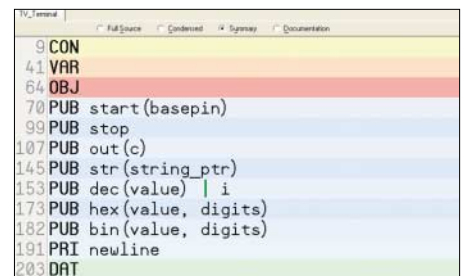 TV_Terminal
Full Source Condensed Summary Documentation
9 CON
41 VAR
64 OBJ
70 PUB start(basepin)
99 PUB stop
107 PUB out(c)
145 PUB str(string_ptr)
153 PUB dec(value) | i
173 PUB hex(value, digits)
182 PUB bin(value, digits)
191 PRI newline
203 DAT